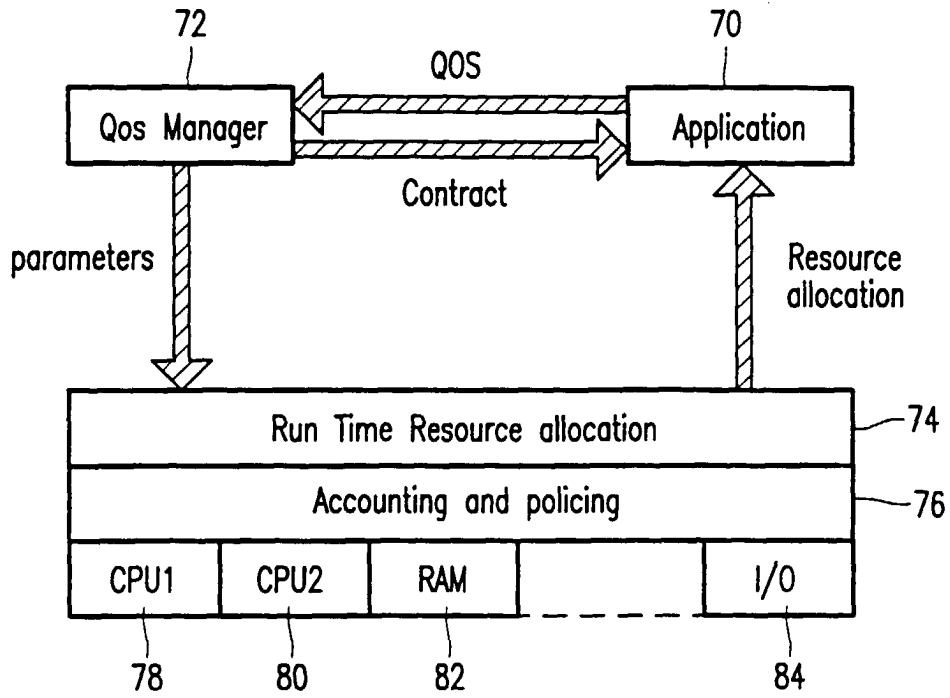 72
70
QOS
Qos Manager
Application
Contract
parameters
Resource
allocation
Run Time Resource allocation
74
Accounting and policing
76
CPU1
CPU2
RAM
I/O
78
80
82
84